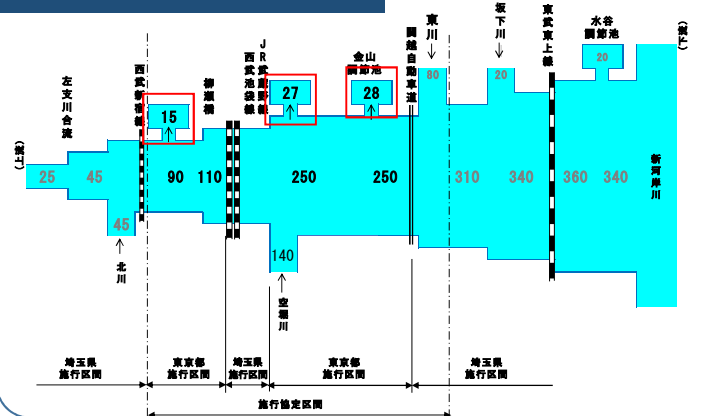 (上流)
25
左支川合流
45
45
北川
西武新宿線
15
90
柳瀬橋
110
JR武蔵野線
西武池袋線
27
250
140
空堀川
金山
調節池
28
250
関越自動車道
東川
80
310
坂下川
20
340
東武東上線
水谷
調節池
20
360
340
新河岸川
(下流)
埼玉県
施行区間
東京都
施行区間
埼玉県
施行区間
東京都
施行区間
埼玉県
施行区間
施行協定区間